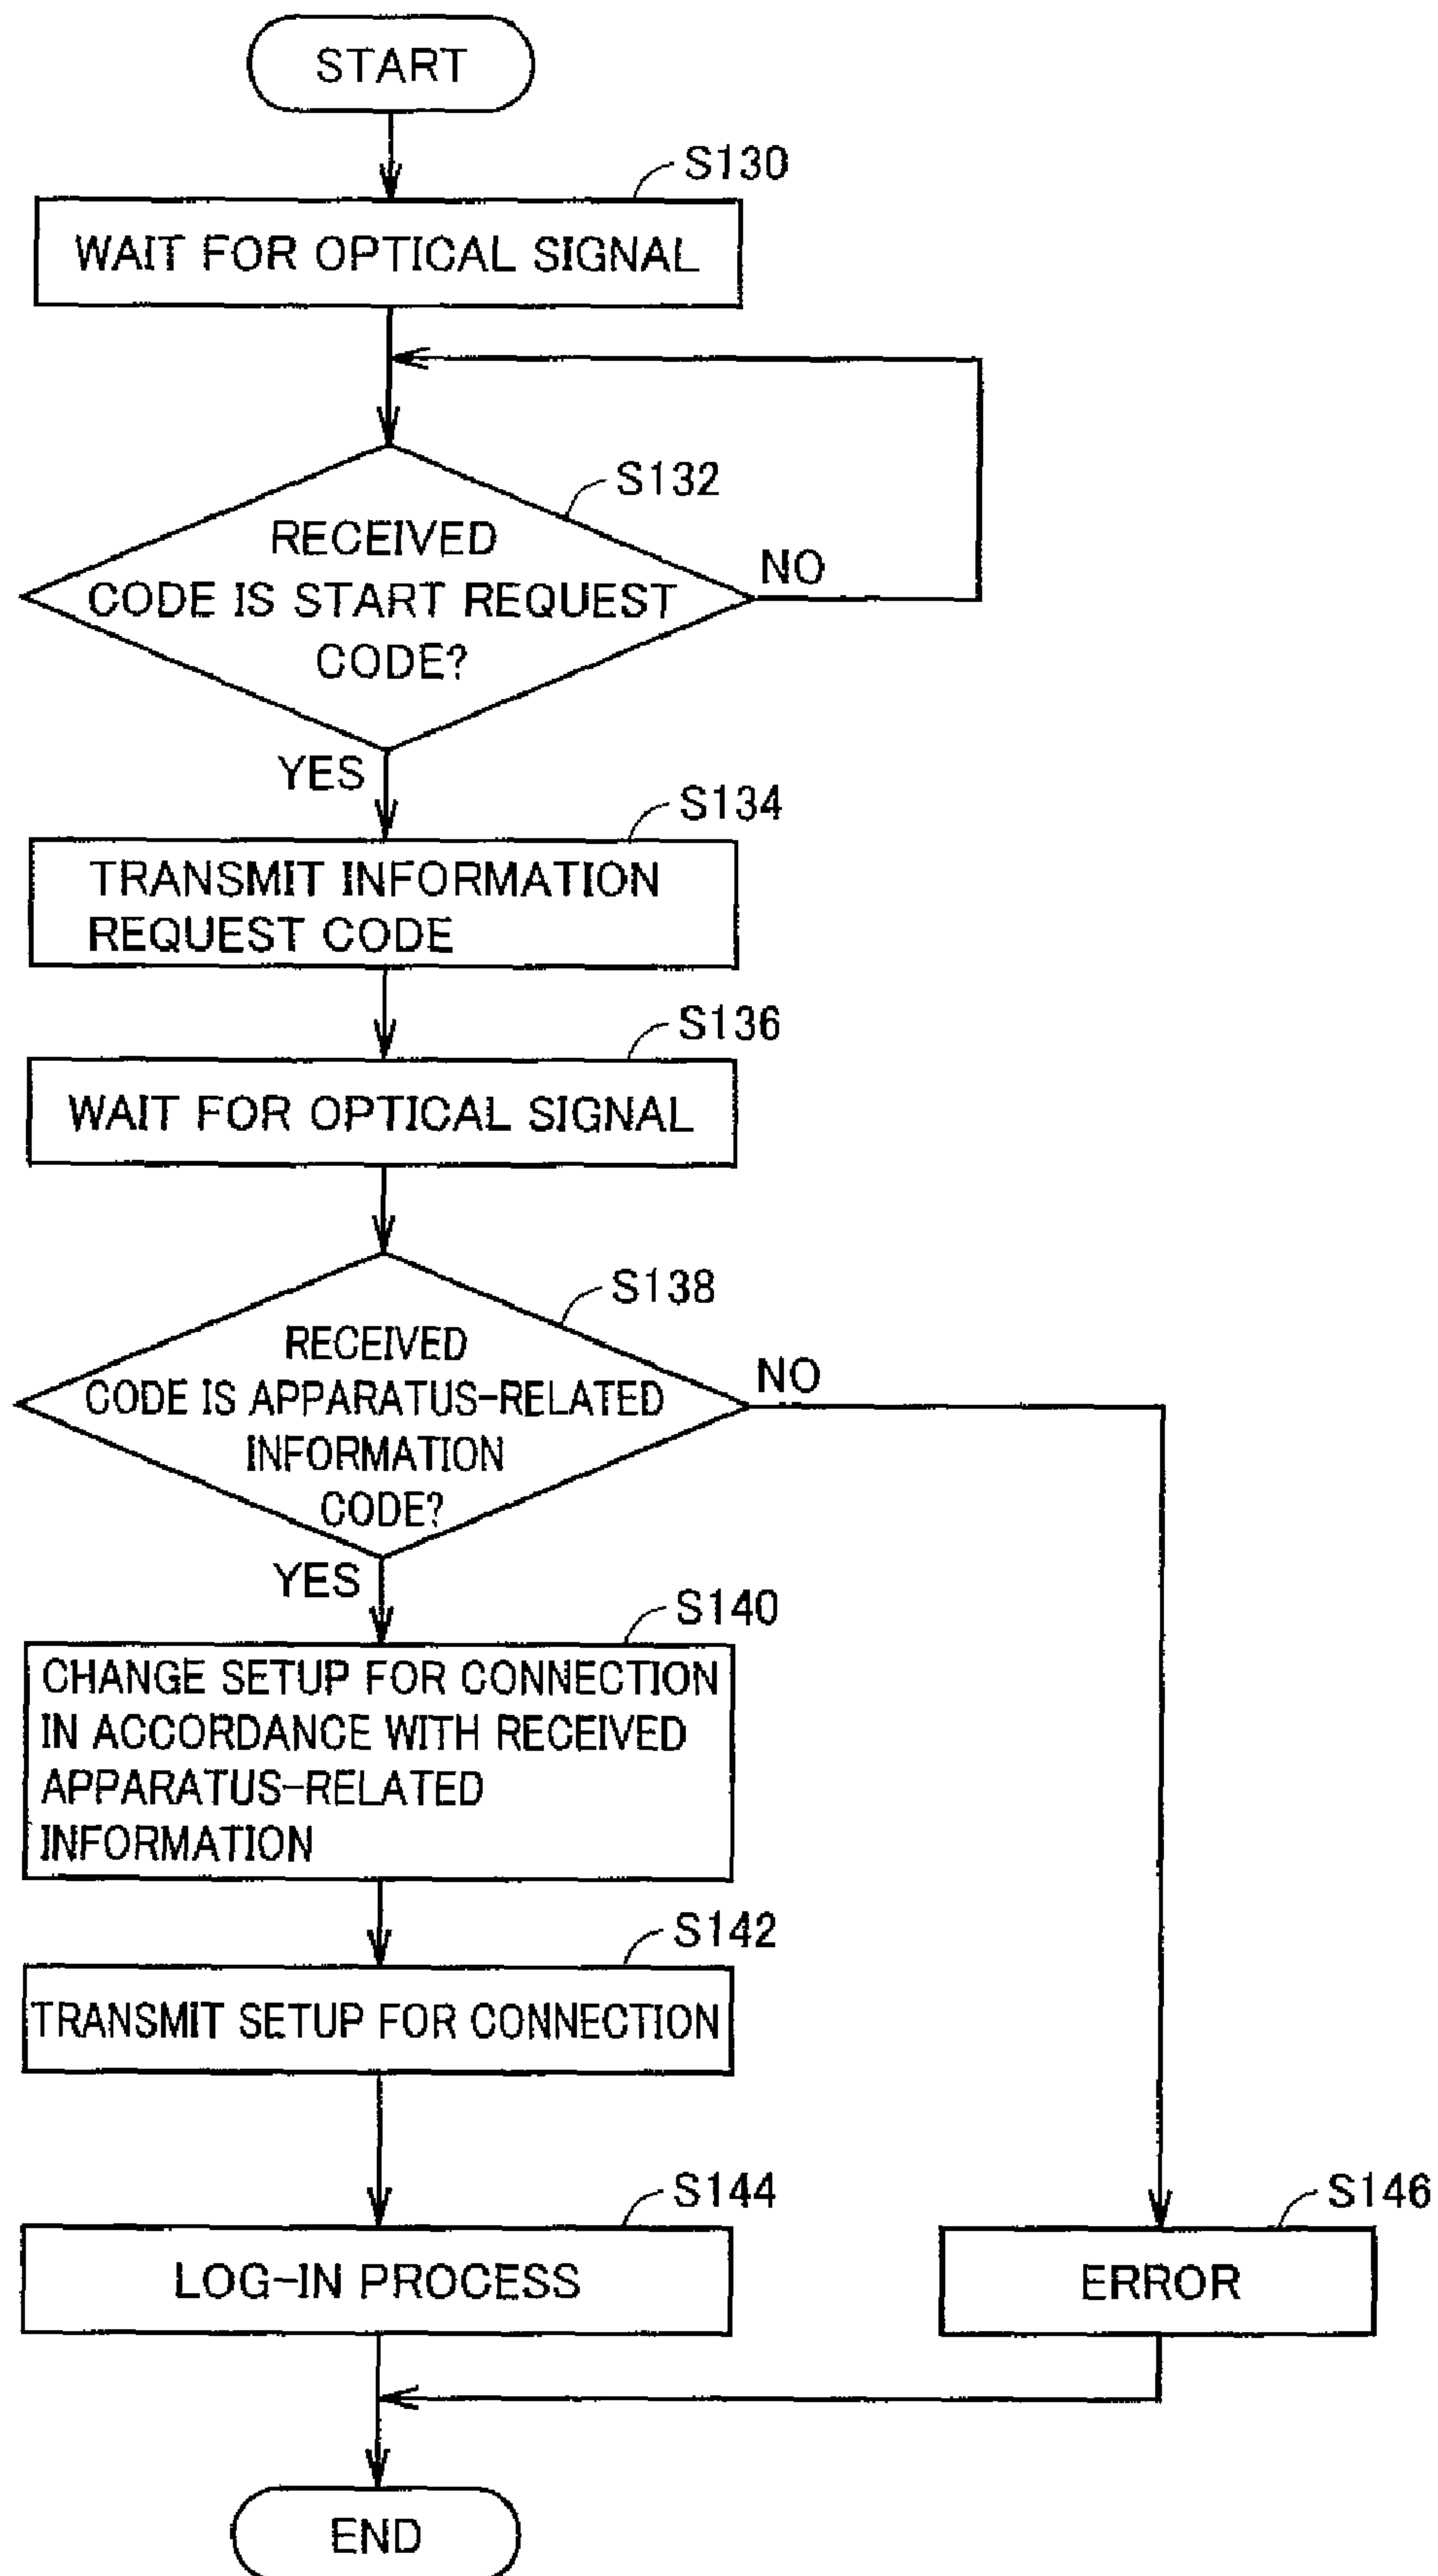 START
S130
WAIT FOR OPTICAL SIGNAL
S132
RECEIVED
CODE IS START REQUEST
CODE?
NO
YES
S134
TRANSMIT INFORMATION
REQUEST CODE
S136
WAIT FOR OPTICAL SIGNAL
S138
RECEIVED
CODE IS APPARATUS-RELATED
INFORMATION
CODE?
NO
YES
S140
CHANGE SETUP FOR CONNECTION
IN ACCORDANCE WITH RECEIVED
APPARATUS-RELATED
INFORMATION
S142
TRANSMIT SETUP FOR CONNECTION
S144
LOG-IN PROCESS
S146
ERROR
END